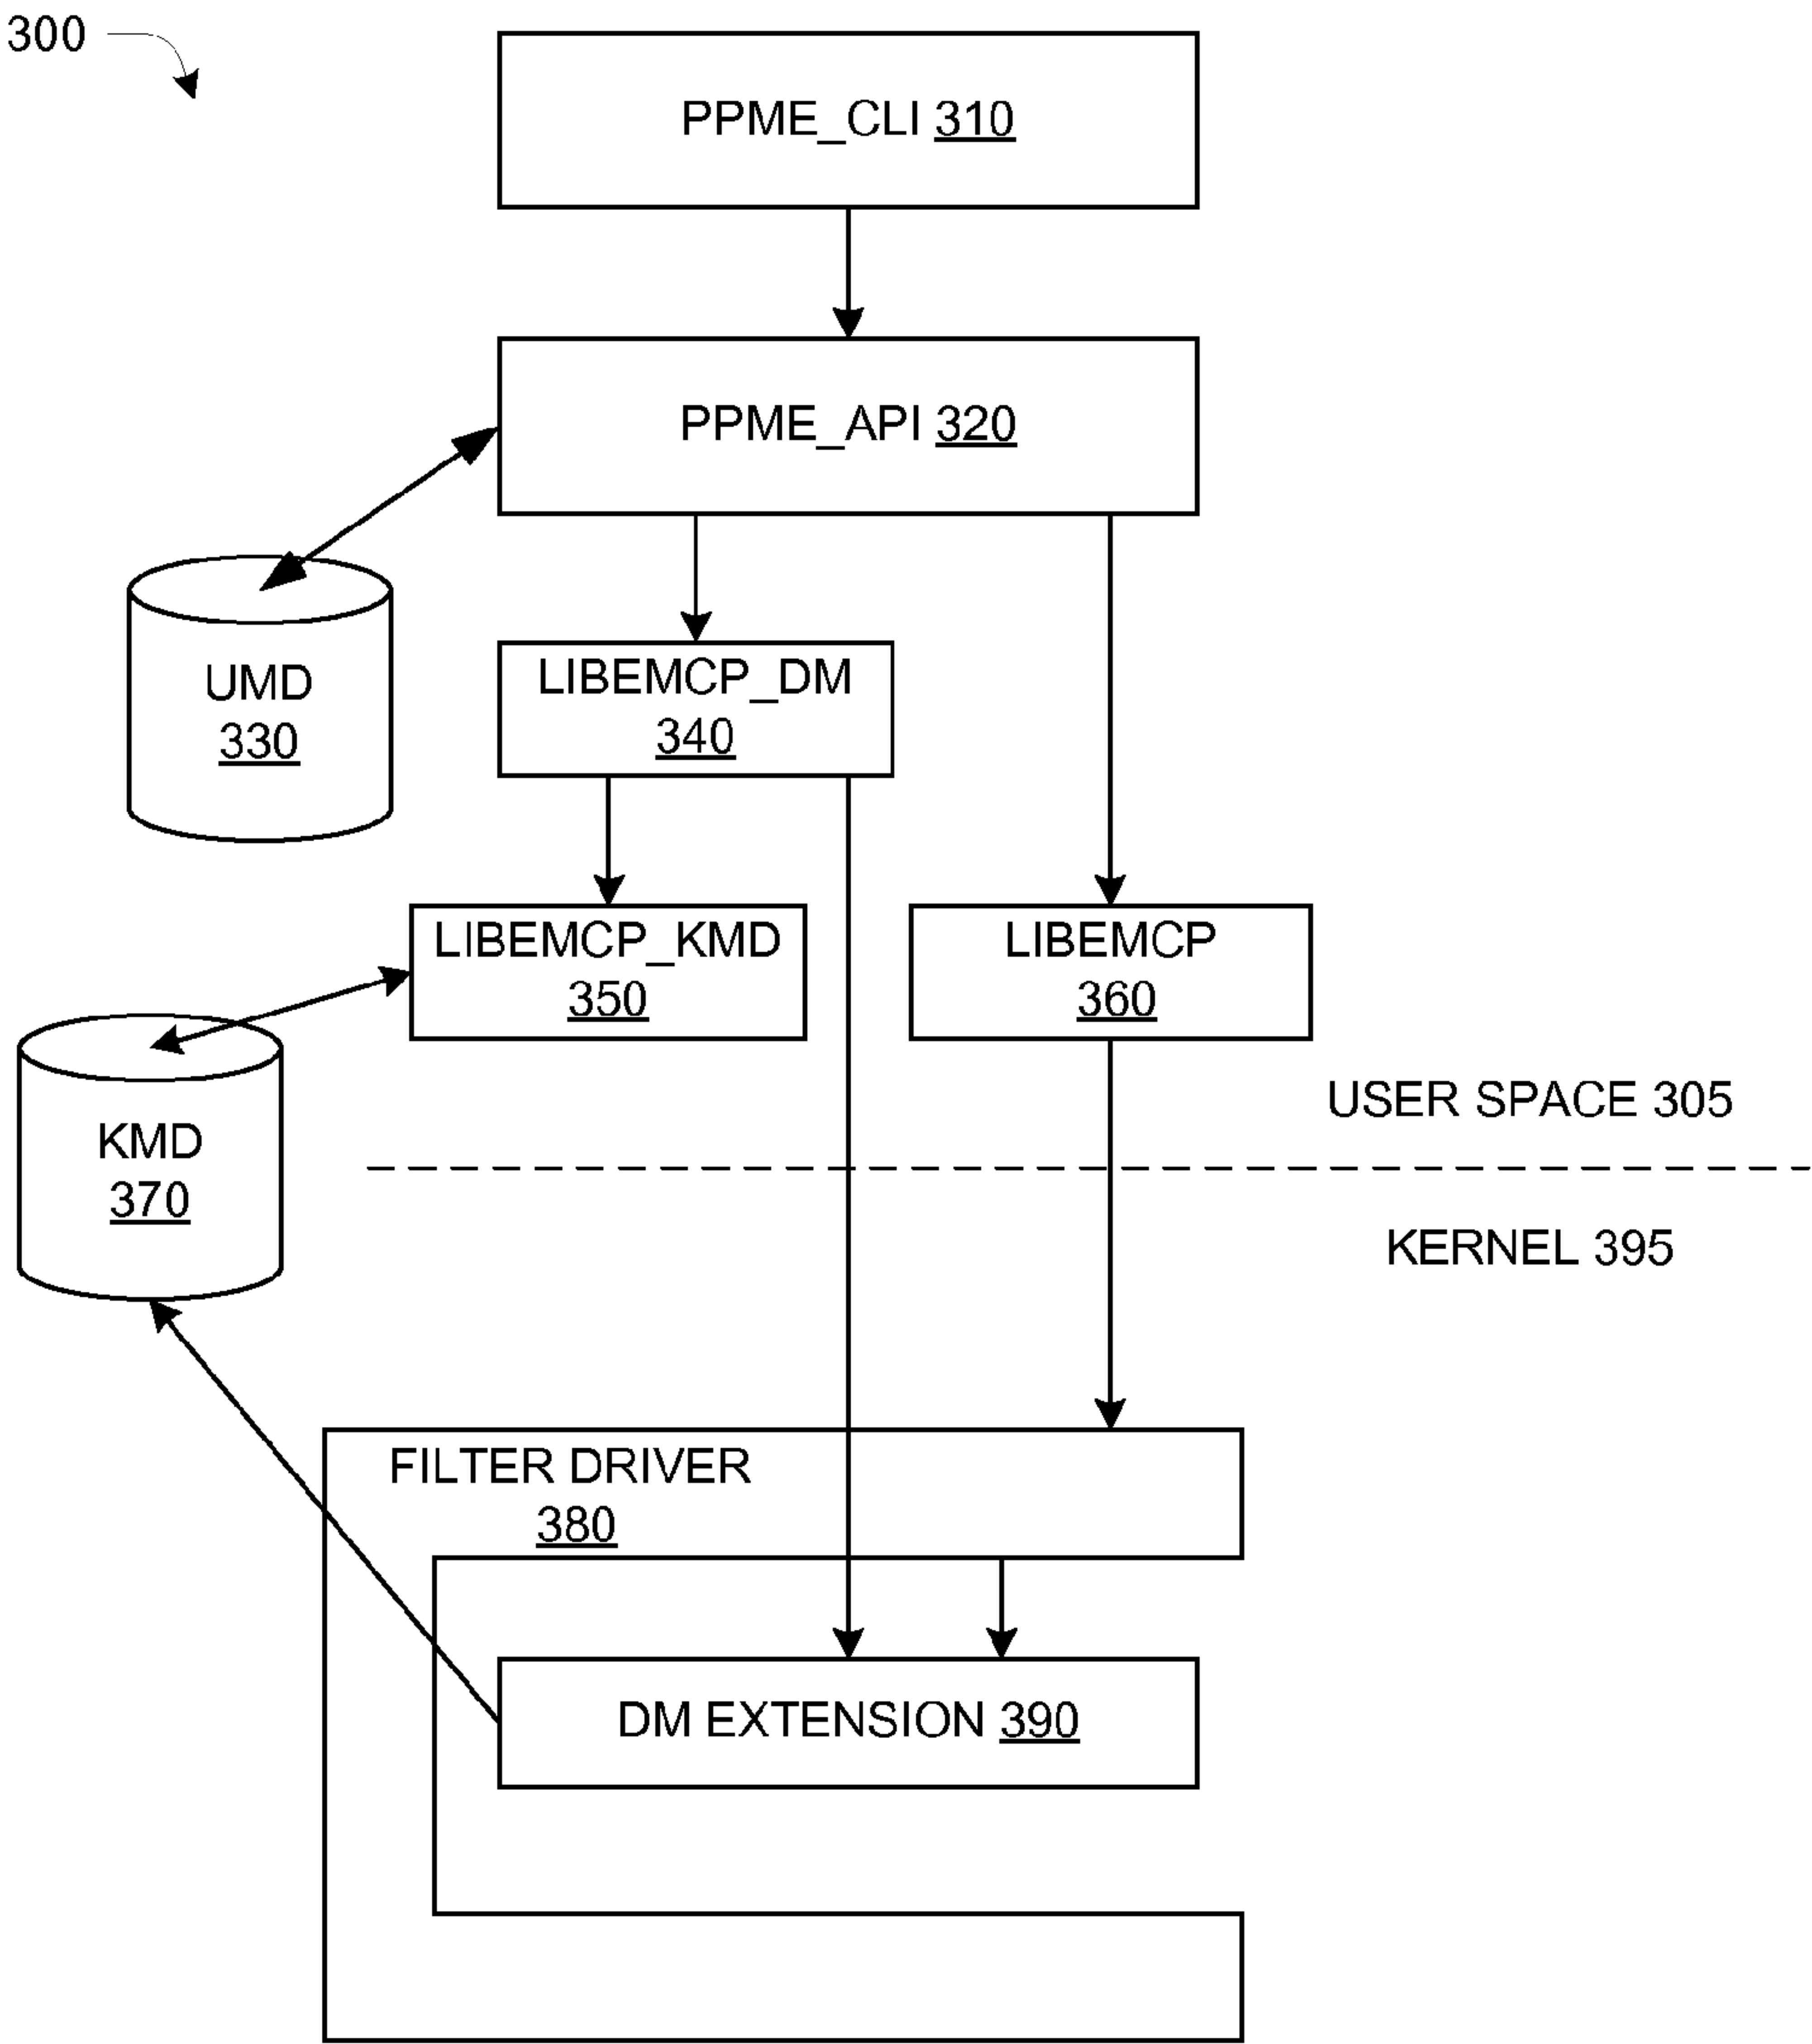 300
PPME_CLI 310
PPME_API 320
UMD
330
LIBEMCP_DM
340
LIBEMCP_KMD
350
LIBEMCP
360
USER SPACE 305
KMD
370
KERNEL 395
FILTER DRIVER
380
DM EXTENSION 390